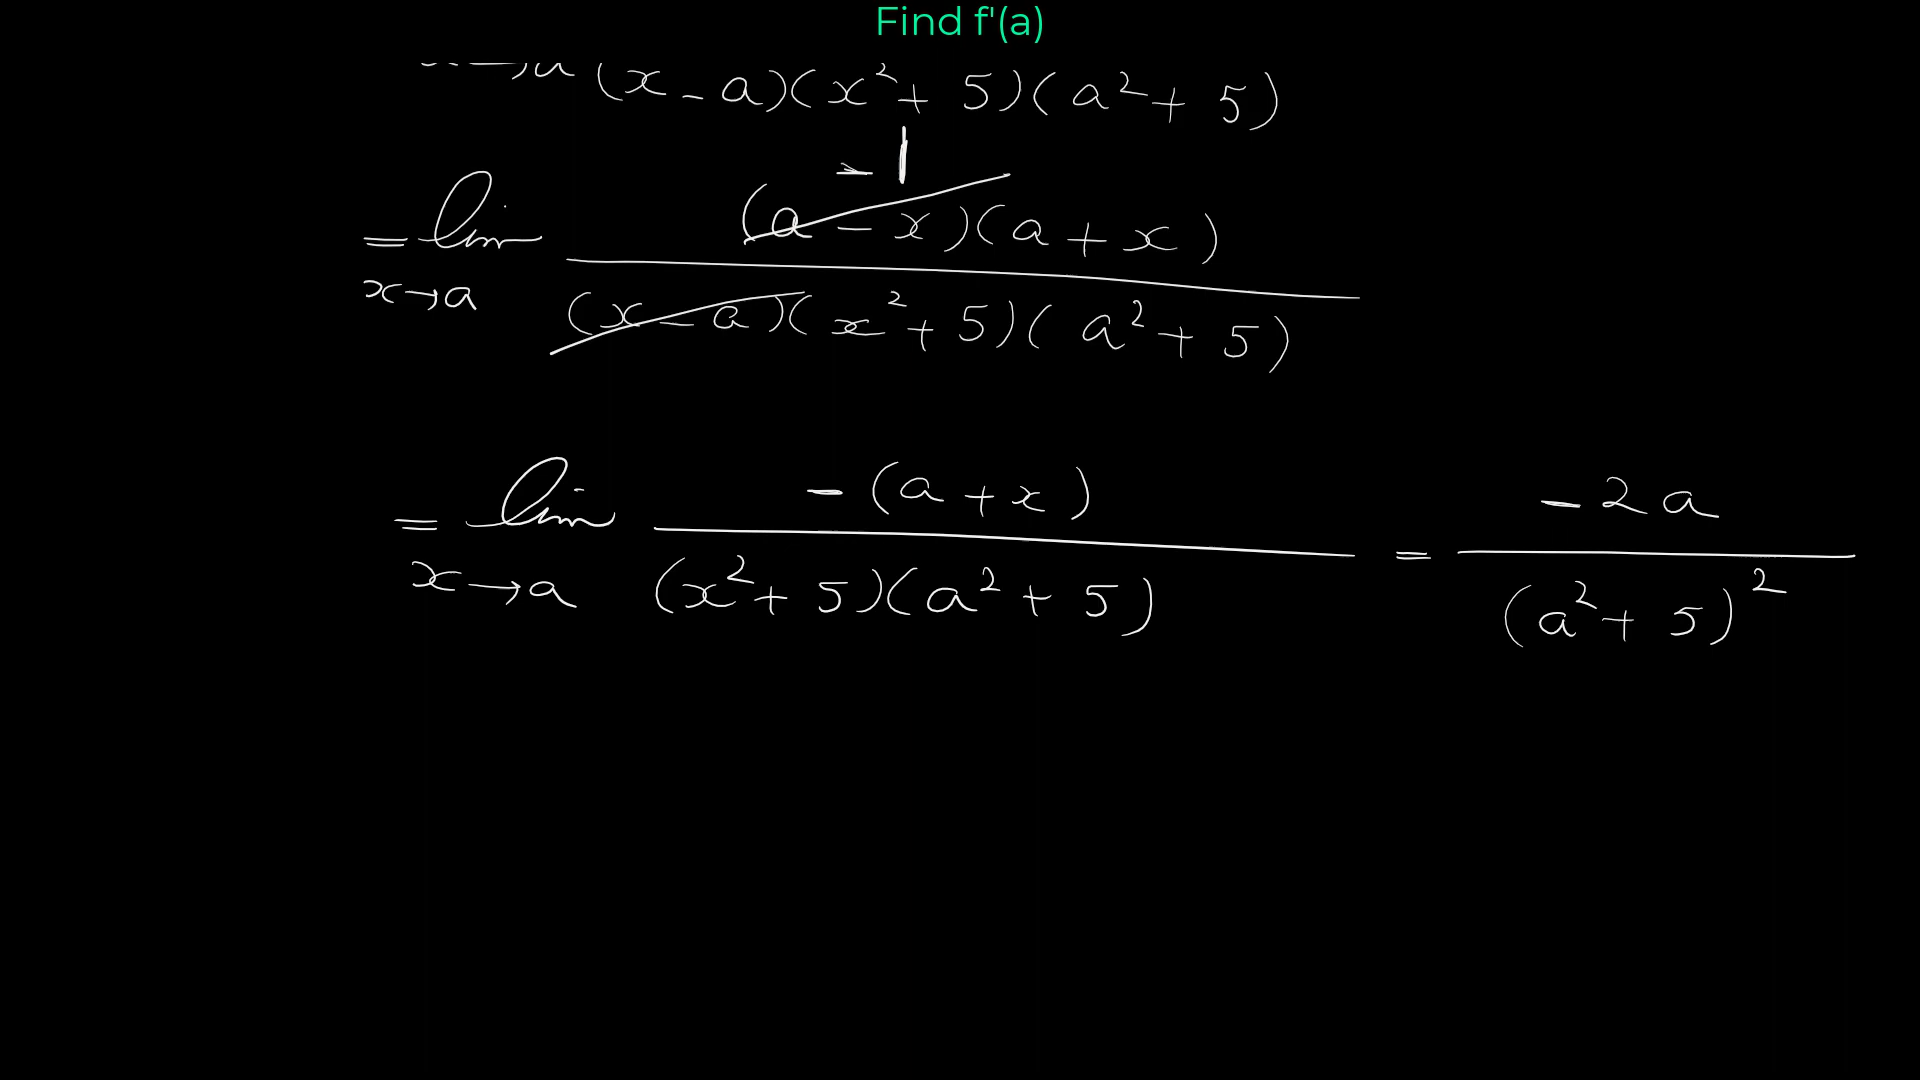 Find f'(a)
x→a (x - a)(x² + 5)(a² + 5)
-1
= lim (a - x)(a + x)
x→a (x - a)(x² + 5)(a² + 5)
= lim -(a + x) = -2a
x→a (x² + 5)(a² + 5) (a² + 5)²